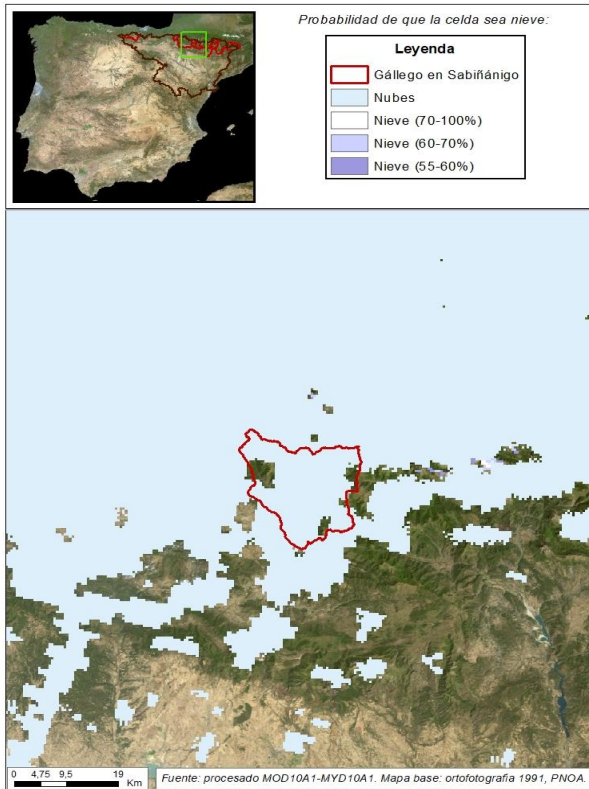 Probabilidad de que la celda sea nieve:
Leyenda
Gállego en Sabiñánigo
Nubes
Nieve (70-100%)
Nieve (60-70%)
Nieve (55-60%)
0 4,75 9,5 19
Km
Fuente: procesado MOD10A1-MYD10A1. Mapa base: ortofotografia 1991, PNOA.